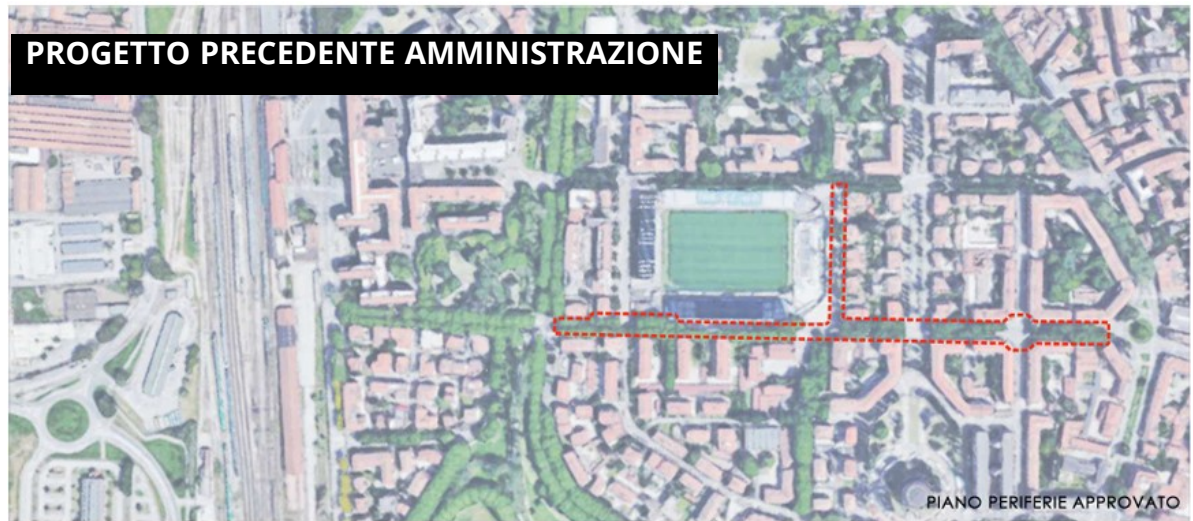 PROGETTO PRECEDENTE AMMINISTRAZIONE
PIANO PERIFERIE APPROVATO